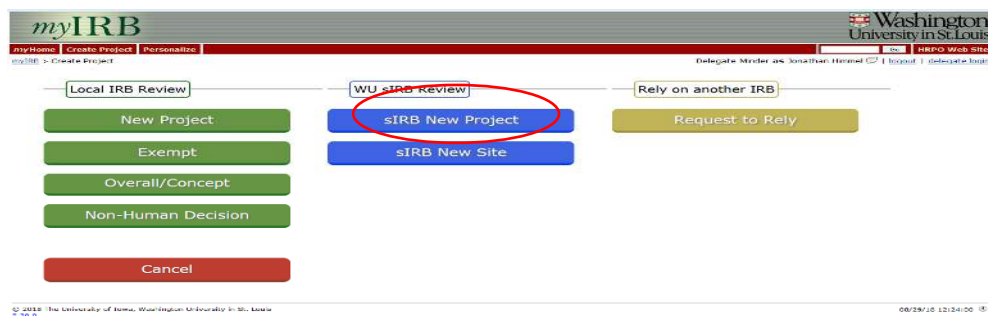 myIRB
Washington
University in St. Louis
myHome Create Project Personalize
Go HRPO Web Site
myIRB > Create Project
Delegate Minder as Jonathan Himmel | logout | delegate login
Local IRB Review
WU sIRB Review
Rely on another IRB
New Project
sIRB New Project
Request to Rely
Exempt
sIRB New Site
Overall/Concept
Non-Human Decision
Cancel
© 2018 The University of Iowa, Washington University in St. Louis
08/29/18 12:24:00